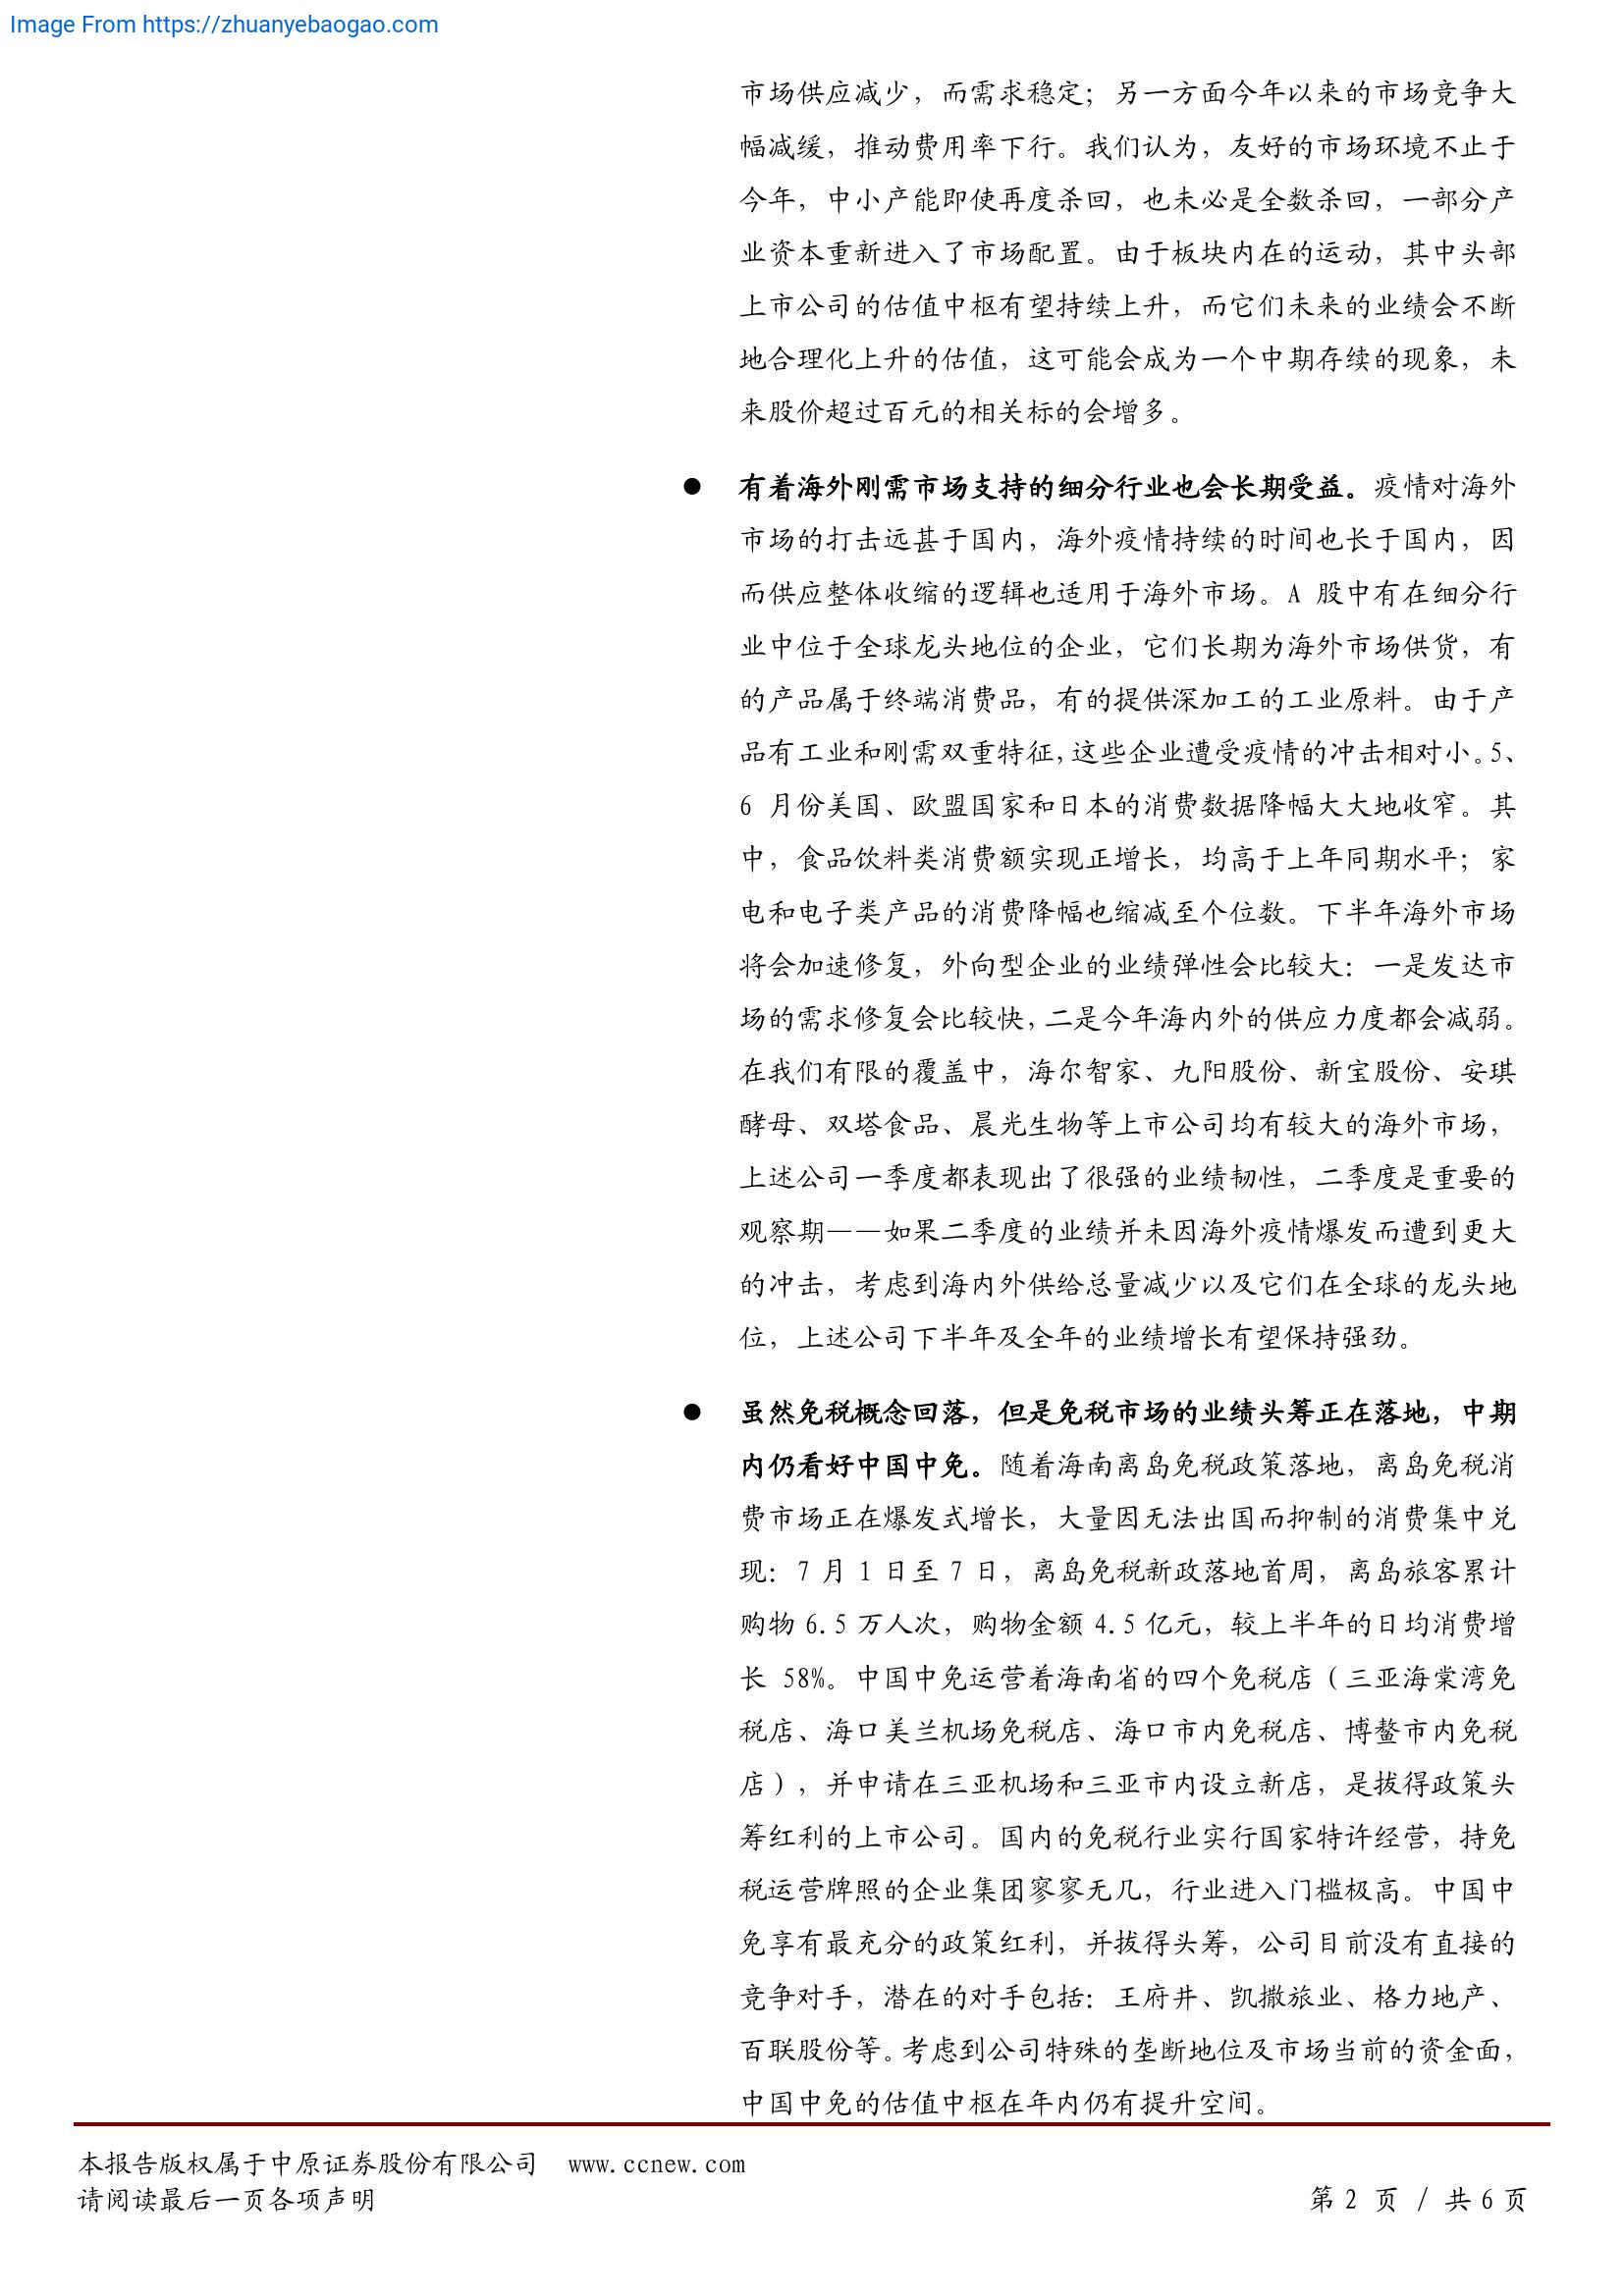 Image From https://zhuanyebaogao.com
市场供应减少，而需求稳定；另一方面今年以来的市场竞争大
幅减缓，推动费用率下行。我们认为，友好的市场环境不止于
今年，中小产能即使再度杀回，也未必是全数杀回，一部分产
业资本重新进入了市场配置。由于板块内在的运动，其中头部
上市公司的估值中枢有望持续上升，而它们未来的业绩会不断
地合理化上升的估值，这可能会成为一个中期存续的现象，未
来股价超过百元的相关标的会增多。
● 有着海外刚需市场支持的细分行业也会长期受益。疫情对海外
市场的打击远甚于国内，海外疫情持续的时间也长于国内，因
而供应整体收缩的逻辑也适用于海外市场。A 股中有在细分行
业中位于全球龙头地位的企业，它们长期为海外市场供货，有
的产品属于终端消费品，有的提供深加工的工业原料。由于产
品有工业和刚需双重特征，这些企业遭受疫情的冲击相对小。5、
6 月份美国、欧盟国家和日本的消费数据降幅大大地收窄。其
中，食品饮料类消费额实现正增长，均高于上年同期水平；家
电和电子类产品的消费降幅也缩减至个位数。下半年海外市场
将会加速修复，外向型企业的业绩弹性会比较大：一是发达市
场的需求修复会比较快，二是今年海内外的供应力度都会减弱。
在我们有限的覆盖中，海尔智家、九阳股份、新宝股份、安琪
酵母、双塔食品、晨光生物等上市公司均有较大的海外市场，
上述公司一季度都表现出了很强的业绩韧性，二季度是重要的
观察期——如果二季度的业绩并未因海外疫情爆发而遭到更大
的冲击，考虑到海内外供给总量减少以及它们在全球的龙头地
位，上述公司下半年及全年的业绩增长有望保持强劲。
● 虽然免税概念回落，但是免税市场的业绩头筹正在落地，中期
内仍看好中国中免。随着海南离岛免税政策落地，离岛免税消
费市场正在爆发式增长，大量因无法出国而抑制的消费集中兑
现：7 月 1 日至 7 日，离岛免税新政落地首周，离岛旅客累计
购物 6.5 万人次，购物金额 4.5 亿元，较上半年的日均消费增
长 58%。中国中免运营着海南省的四个免税店（三亚海棠湾免
税店、海口美兰机场免税店、海口市内免税店、博鳌市内免税
店），并申请在三亚机场和三亚市内设立新店，是拔得政策头
筹红利的上市公司。国内的免税行业实行国家特许经营，持免
税运营牌照的企业集团寥寥无几，行业进入门槛极高。中国中
免享有最充分的政策红利，并拔得头筹，公司目前没有直接的
竞争对手，潜在的对手包括：王府井、凯撒旅业、格力地产、
百联股份等。考虑到公司特殊的垄断地位及市场当前的资金面，
中国中免的估值中枢在年内仍有提升空间。
本报告版权属于中原证券股份有限公司 www.ccnew.com
请阅读最后一页各项声明
第 2 页 / 共 6 页